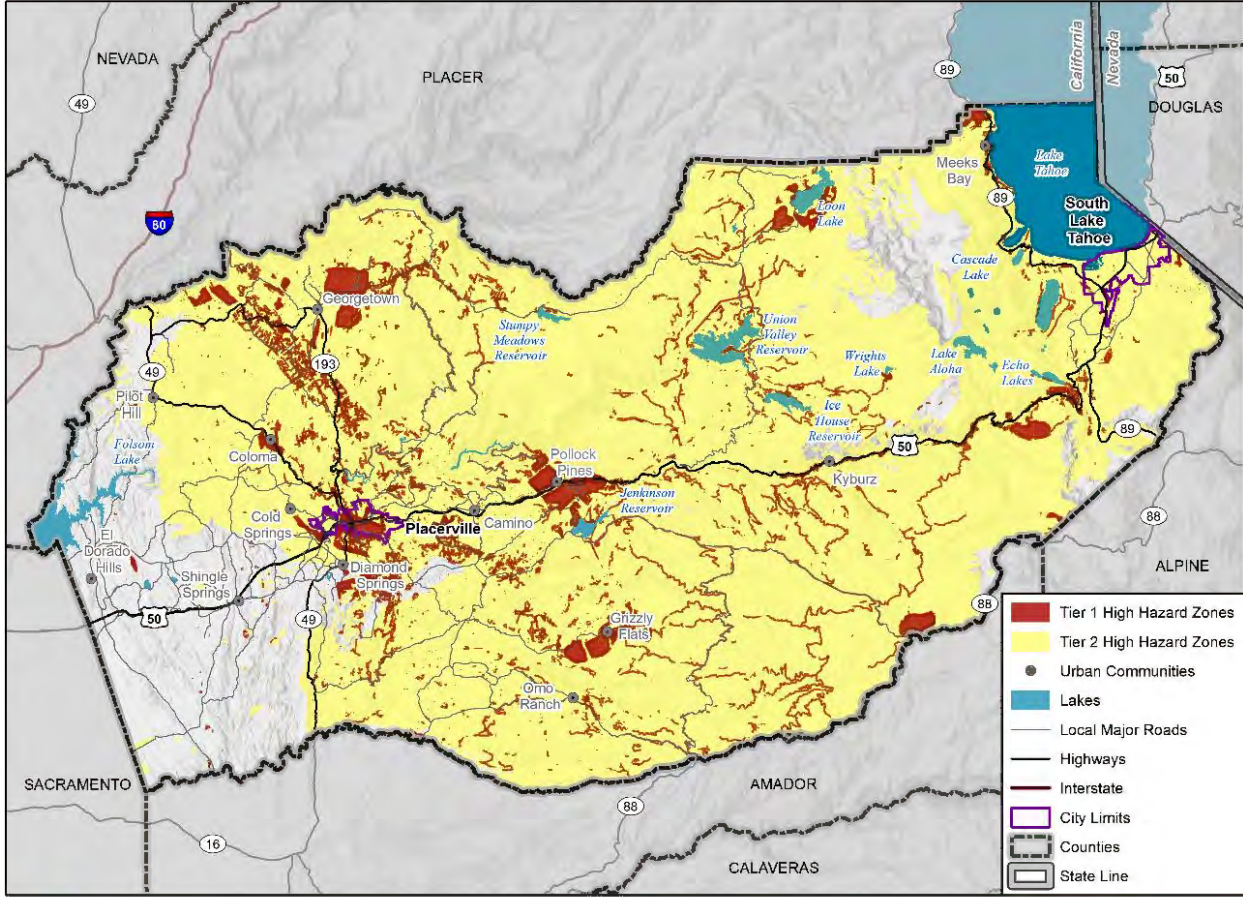 NEVADA
49
PLACER
89
California
Nevada
50
DOUGLAS
80
Meeks
Bay
Lake
Tahoe
89
South
Lake
Tahoe
Loon
Lake
Cascade
Lake
Georgetown
Stumpy
Meadows
Reservoir
Union
Valley
Reservoir
Wrights
Lake
Lake
Aloha
Echo
Lakes
49
193
Pilot
Hill
Ice
House
Reservoir
50
89
Folsom
Lake
Coloma
Pollock
Pines
Kyburz
Jenkinson
Reservoir
Cold
Springs
Placerville
Camino
88
El
Dorado
Hills
Shingle
Springs
Diamond
Springs
ALPINE
50
49
Grizzly
Flats
88
Omo
Ranch
SACRAMENTO
AMADOR
88
16
CALAVERAS
Tier 1 High Hazard Zones
Tier 2 High Hazard Zones
Urban Communities
Lakes
Local Major Roads
Highways
Interstate
City Limits
Counties
State Line